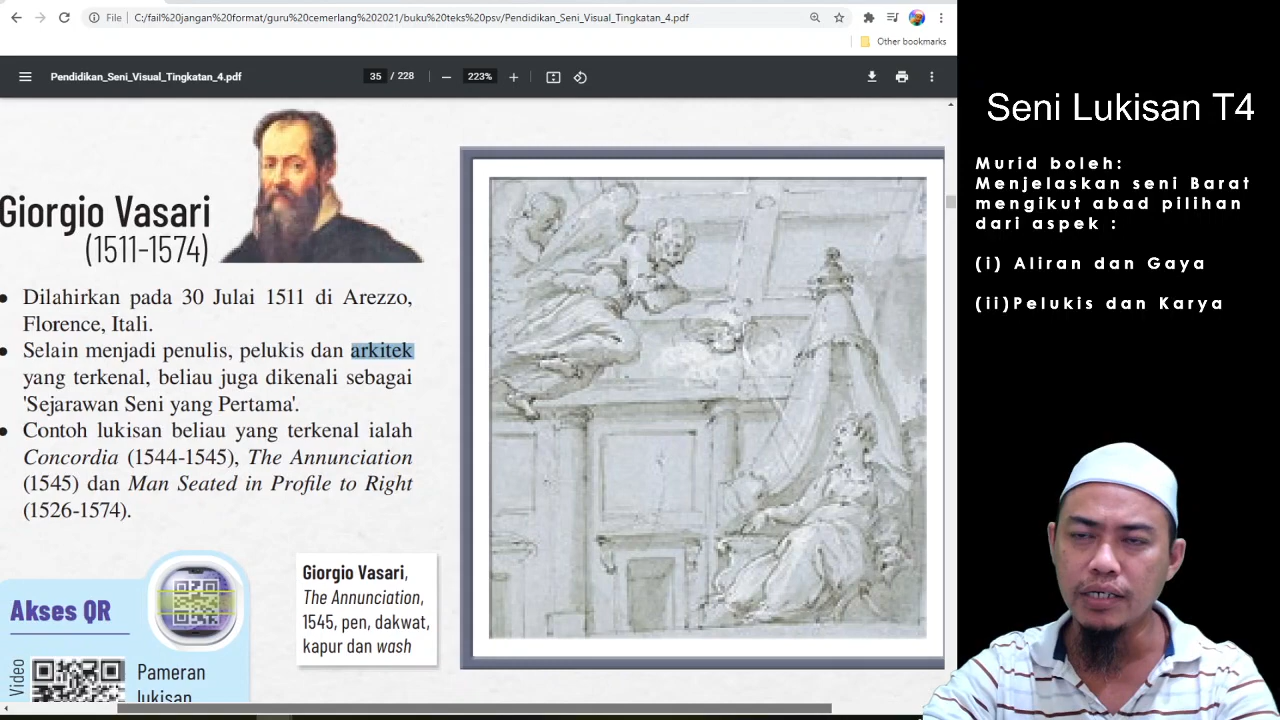 C:/fail%20jangan%20format/guru%20cemerlang%202021/buku%20teks%20psv/Pendidikan_Seni_Visual_Tingkatan_4.pdf
File
Other bookmarks
Pendidikan_Seni_Visual_Tingkatan_4.pdf
35 / 228
223%
Giorgio Vasari
(1511-1574)
• Dilahirkan pada 30 Julai 1511 di Arezzo,
Florence, Itali.
• Selain menjadi penulis, pelukis dan arkitek
yang terkenal, beliau juga dikenali sebagai
'Sejarawan Seni yang Pertama'.
• Contoh lukisan beliau yang terkenal ialah
Concordia (1544-1545), The Annunciation
(1545) dan Man Seated in Profile to Right
(1526-1574).
Akses QR
Video
Pameran
lukisan
Giorgio Vasari,
The Annunciation,
1545, pen, dakwat,
kapur dan wash
Seni Lukisan T4
Murid boleh:
Menjelaskan seni Barat
mengikut abad pilihan
dari aspek :
(i) Aliran dan Gaya
(ii)Pelukis dan Karya